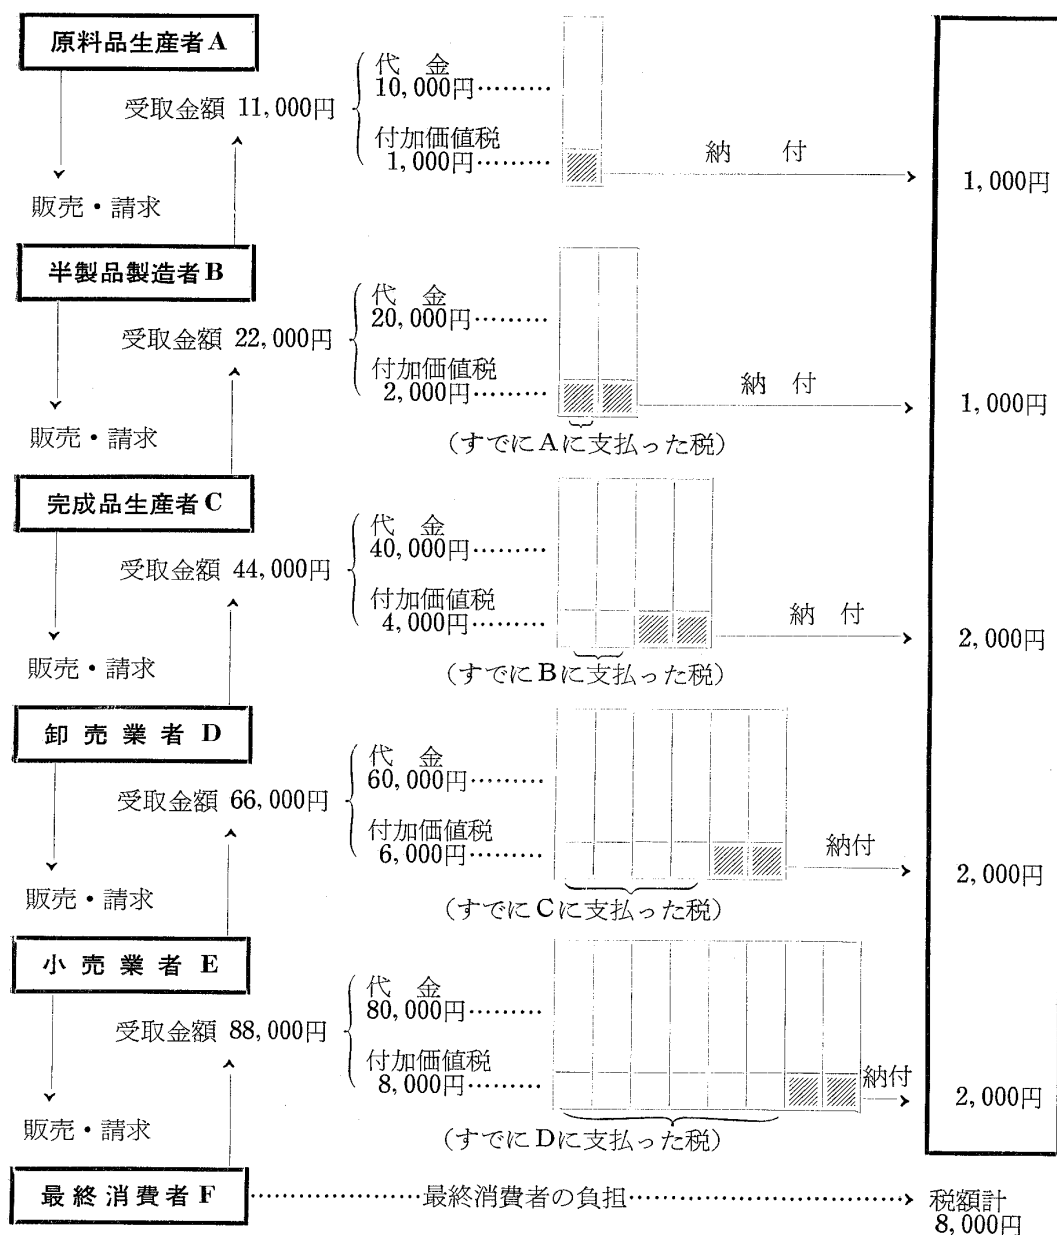 原料品生産者A
代 金
10,000円………
受取金額 11,000円
付加価値税
1,000円………
納 付
1,000円
販売・請求
半製品製造者B
代 金
20,000円………
受取金額 22,000円
付加価値税
2,000円………
納 付
1,000円
販売・請求
(すでにAに支払った税)
完成品生産者C
代 金
40,000円………
受取金額 44,000円
付加価値税
4,000円………
納 付
2,000円
販売・請求
(すでにBに支払った税)
卸売業者D
代 金
60,000円………
受取金額 66,000円
付加価値税
6,000円………
納付
2,000円
販売・請求
(すでにCに支払った税)
小売業者E
代 金
80,000円………
受取金額 88,000円
付加価値税
8,000円………
納付
2,000円
販売・請求
(すでにDに支払った税)
最終消費者F
最終消費者の負担
税額計
8,000円